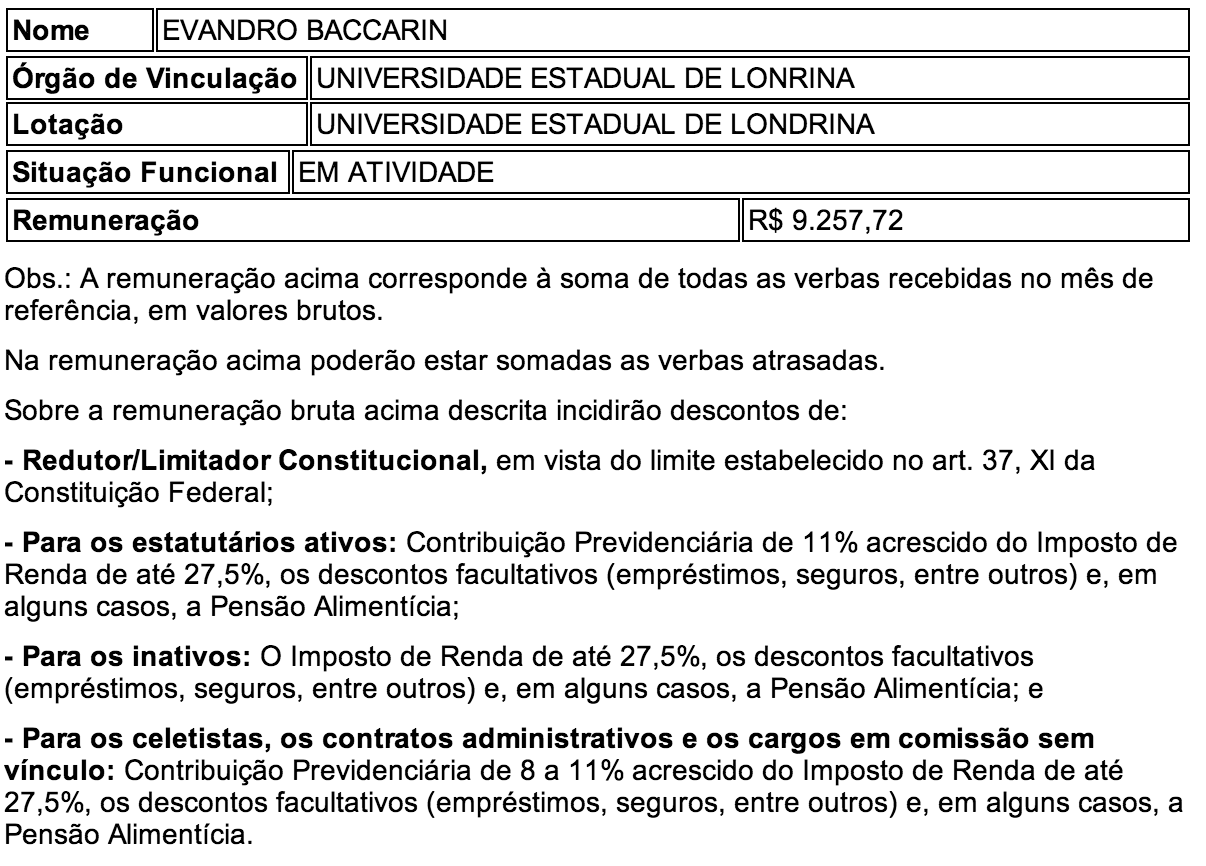 Nome EVANDRO BACCARIN
Órgão de Vinculação UNIVERSIDADE ESTADUAL DE LONRINA
Lotação UNIVERSIDADE ESTADUAL DE LONDRINA
Situação Funcional EM ATIVIDADE
Remuneração R$ 9.257,72
Obs.: A remuneração acima corresponde à soma de todas as verbas recebidas no mês de
referência, em valores brutos.
Na remuneração acima poderão estar somadas as verbas atrasadas.
Sobre a remuneração bruta acima descrita incidirão descontos de:
- Redutor/Limitador Constitucional, em vista do limite estabelecido no art. 37, XI da
Constituição Federal;
- Para os estatutários ativos: Contribuição Previdenciária de 11% acrescido do Imposto de
Renda de até 27,5%, os descontos facultativos (empréstimos, seguros, entre outros) e, em
alguns casos, a Pensão Alimentícia;
- Para os inativos: O Imposto de Renda de até 27,5%, os descontos facultativos
(empréstimos, seguros, entre outros) e, em alguns casos, a Pensão Alimentícia; e
- Para os celetistas, os contratos administrativos e os cargos em comissão sem
vínculo: Contribuição Previdenciária de 8 a 11% acrescido do Imposto de Renda de até
27,5%, os descontos facultativos (empréstimos, seguros, entre outros) e, em alguns casos, a
Pensão Alimentícia.